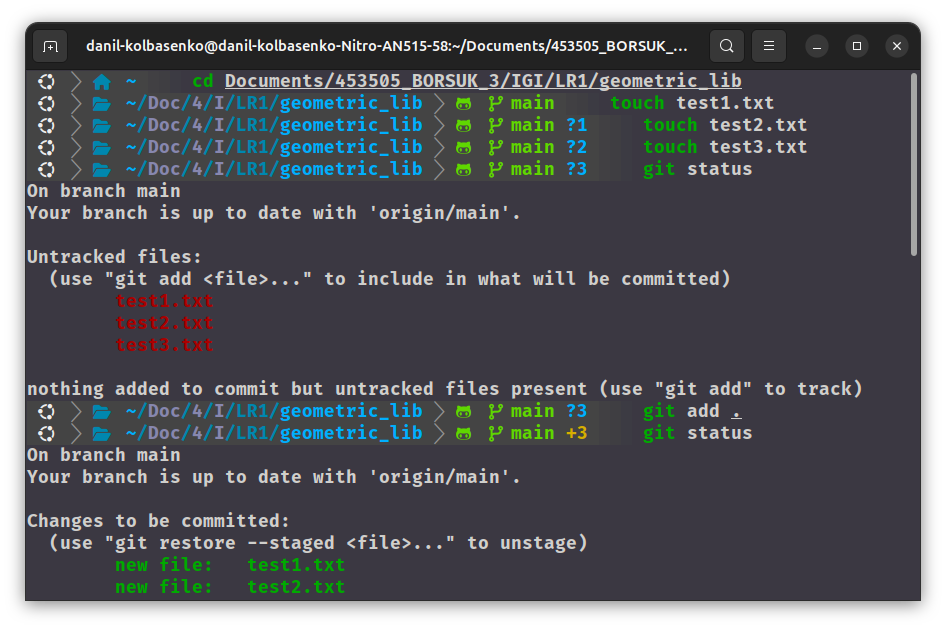 danil-kolbasenko@danil-kolbasenko-Nitro-AN515-58:~/Documents/453505_BORSUK_...
~ cd Documents/453505_BORSUK_3/IGI/LR1/geometric_lib
~/Doc/4/I/LR1/geometric_lib main touch test1.txt
~/Doc/4/I/LR1/geometric_lib main ?1 touch test2.txt
~/Doc/4/I/LR1/geometric_lib main ?2 touch test3.txt
~/Doc/4/I/LR1/geometric_lib main ?3 git status
On branch main
Your branch is up to date with 'origin/main'.
Untracked files:
(use "git add <file>..." to include in what will be committed)
test1.txt
test2.txt
test3.txt
nothing added to commit but untracked files present (use "git add" to track)
~/Doc/4/I/LR1/geometric_lib main ?3 git add .
~/Doc/4/I/LR1/geometric_lib main +3 git status
On branch main
Your branch is up to date with 'origin/main'.
Changes to be committed:
(use "git restore --staged <file>..." to unstage)
new file: test1.txt
new file: test2.txt